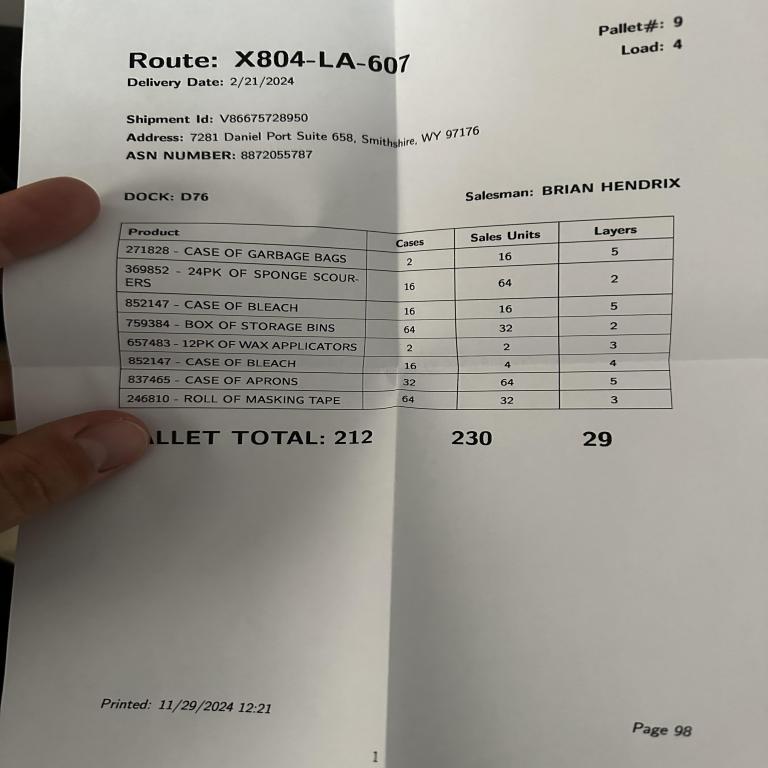 Pallet#: 9
Load: 4
Route: X804-LA-607
Delivery Date: 2/21/2024
Shipment Id: V86675728950
Address: 7281 Daniel Port Suite 658, Smithshire, WY 97176
ASN NUMBER: 8872055787
DOCK: D76 Salesman: BRIAN HENDRIX
Product Cases Sales Units Layers
271828 - CASE OF GARBAGE BAGS 2 16 5
369852 - 24PK OF SPONGE SCOUR-
ERS 16 64 2
852147 - CASE OF BLEACH 16 16 5
759384 - BOX OF STORAGE BINS 64 32 2
657483 - 12PK OF WAX APPLICATORS 2 2 3
852147 - CASE OF BLEACH 16 4 4
837465 - CASE OF APRONS 32 64 5
246810 - ROLL OF MASKING TAPE 64 32 3
TOTAL: 212 230 29
Printed: 11/29/2024 12:21
Page 98
1